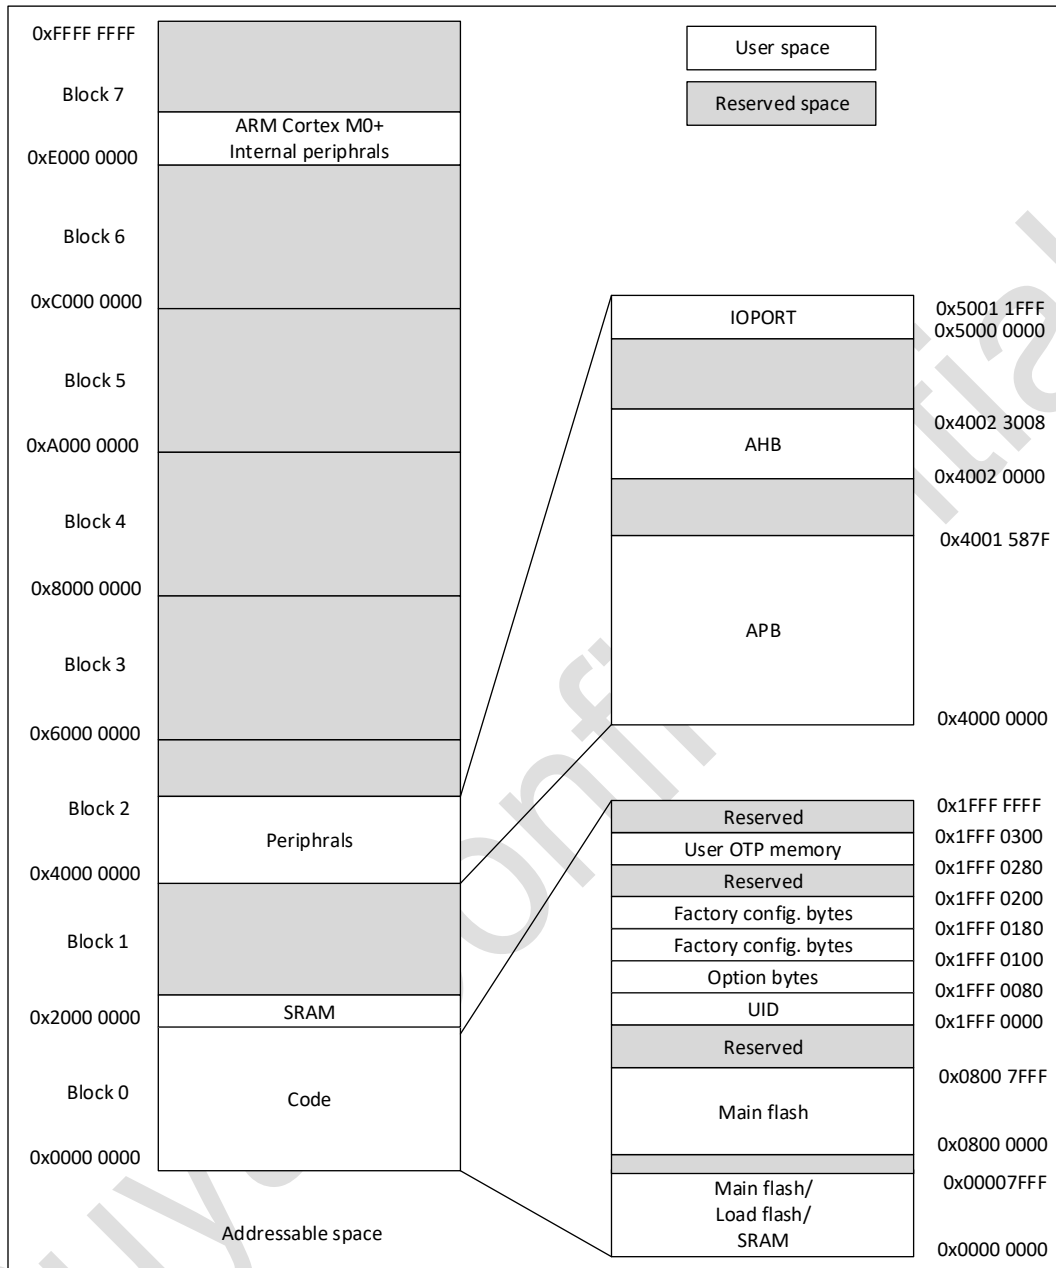 0xFFFF FFFF
Block 7
ARM Cortex M0+
Internal periphrals
0xE000 0000
Block 6
0xC000 0000
Block 5
0xA000 0000
Block 4
0x8000 0000
Block 3
0x6000 0000
Block 2
Periphrals
0x4000 0000
Block 1
SRAM
0x2000 0000
Block 0
Code
0x0000 0000
Addressable space
User space
Reserved space
IOPORT
0x5001 1FFF
0x5000 0000
0x4002 3008
AHB
0x4002 0000
0x4001 587F
APB
0x4000 0000
0x1FFF FFFF
Reserved
0x1FFF 0300
User OTP memory
0x1FFF 0280
Reserved
0x1FFF 0200
Factory config. bytes
0x1FFF 0180
Factory config. bytes
0x1FFF 0100
Option bytes
0x1FFF 0080
UID
0x1FFF 0000
Reserved
0x0800 7FFF
Main flash
0x0800 0000
0x00007FFF
Main flash/
Load flash/
SRAM
0x0000 0000